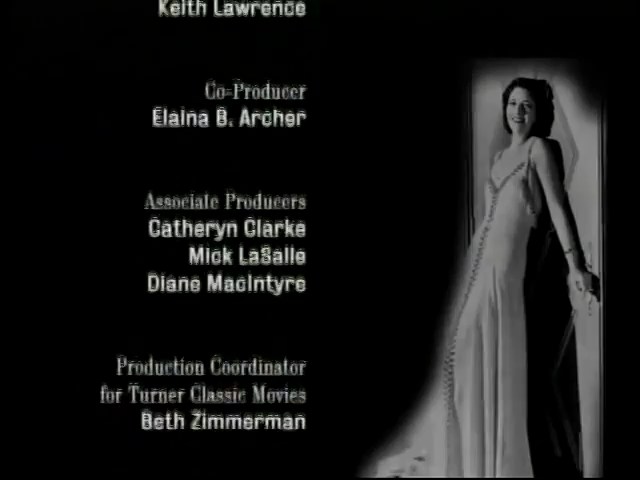 Keith Lawrence
Co-Producer
Elaina B. Archer
Associate Producers
Catheryn Clarke
Mick LaSalle
Diane MacIntyre
Production Coordinator
for Turner Classic Movies
Beth Zimmerman